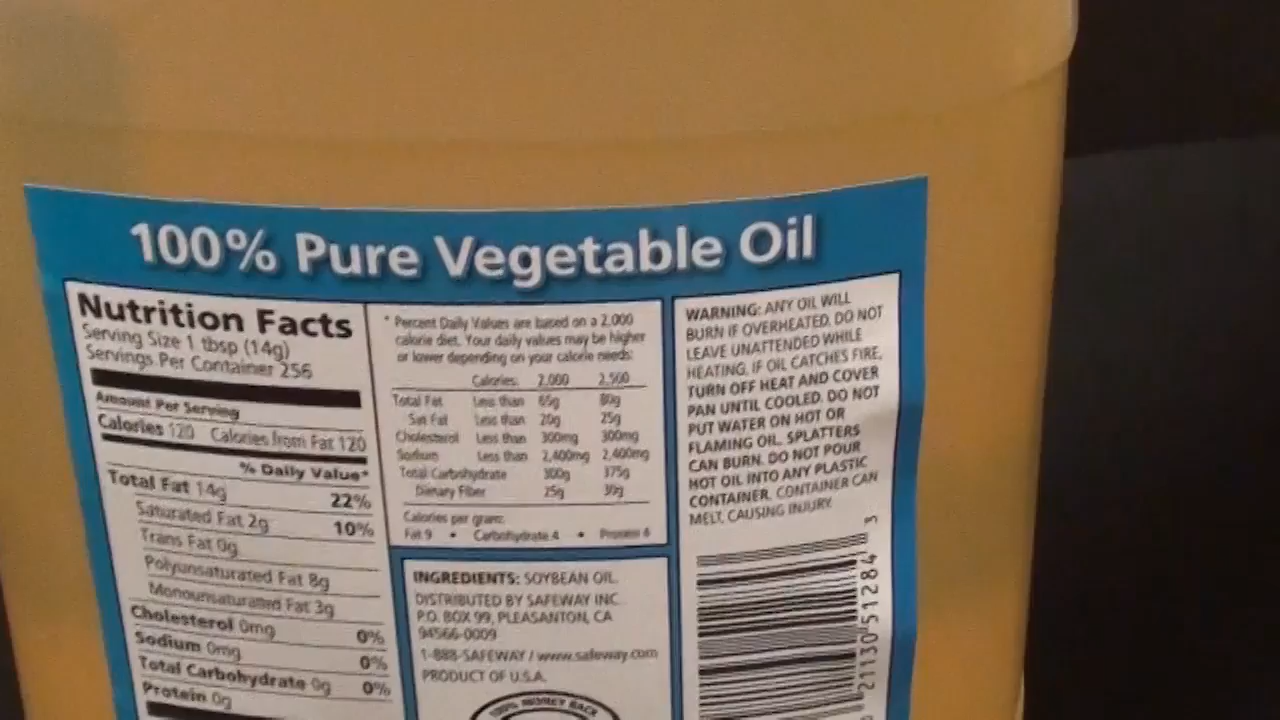 100% Pure Vegetable Oil
Nutrition Facts
Serving Size 1 tbsp (14g)
Servings Per Container 256
Amount Per Serving
Calories 120 Calories from Fat 120
% Daily Value*
Total Fat 14g 22%
Saturated Fat 2g 10%
Trans Fat 0g
Polyunsaturated Fat 8g
Monounsaturated Fat 3g
Cholesterol 0mg 0%
Sodium 0mg 0%
Total Carbohydrate 0g 0%
Protein 0g
* Percent Daily Values are based on a 2,000
calorie diet. Your daily values may be higher
or lower depending on your calorie needs:
Calories: 2,000 2,500
Total Fat Less than 65g 80g
Sat Fat Less than 20g 25g
Cholesterol Less than 300mg 300mg
Sodium Less than 2,400mg 2,400mg
Total Carbohydrate 300g 375g
Dietary Fiber 25g 30g
Calories per gram:
Fat 9 • Carbohydrate 4 • Protein
INGREDIENTS: SOYBEAN OIL.
DISTRIBUTED BY SAFEWAY INC.
P.O. BOX 99, PLEASANTON, CA
94566-0009
1-888-SAFEWAY / www.safeway.com
PRODUCT OF U.S.A.
100% MONEY BACK
WARNING: ANY OIL WILL
BURN IF OVERHEATED. DO NOT
LEAVE UNATTENDED WHILE
HEATING. IF OIL CATCHES FIRE,
TURN OFF HEAT AND COVER
PAN UNTIL COOLED. DO NOT
PUT WATER ON HOT OR
FLAMING OIL. SPLATTERS
CAN BURN. DO NOT POUR
HOT OIL INTO ANY PLASTIC
CONTAINER. CONTAINER CAN
MELT, CAUSING INJURY.
0 21130 51284 3